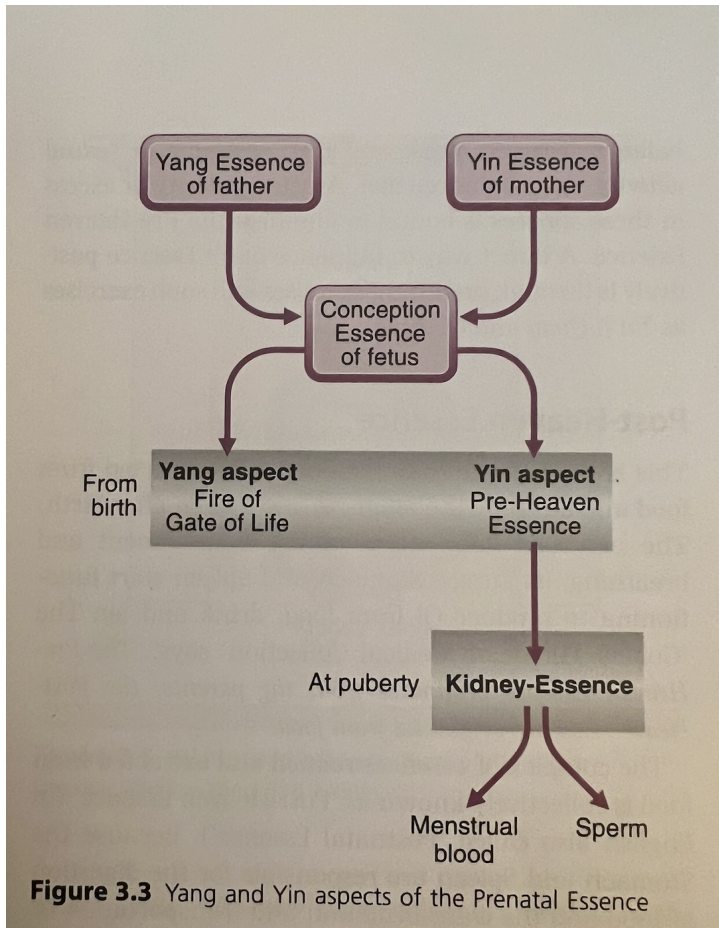 Yang Essence
of father
Yin Essence
of mother
Conception
Essence
of fetus
From
birth
Yang aspect
Fire of
Gate of Life
Yin aspect
Pre-Heaven
Essence
At puberty
Kidney-Essence
Menstrual
blood
Sperm
Figure 3.3 Yang and Yin aspects of the Prenatal Essence